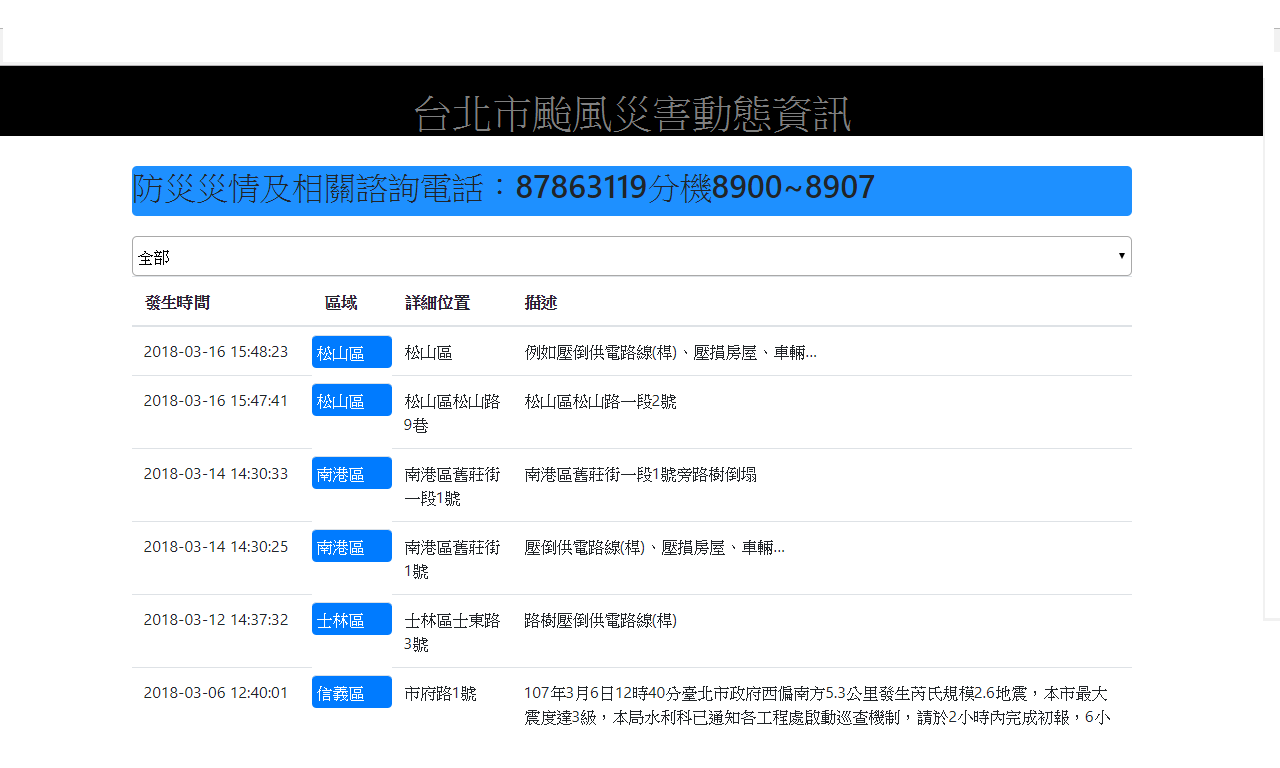 台北市颱風災害動態資訊
防災災情及相關諮詢電話：87863119分機8900~8907
全部
發生時間 區域 詳細位置 描述
2018-03-16 15:48:23 松山區 松山區 例如壓倒供電路線(桿)、壓損房屋、車輛...
2018-03-16 15:47:41 松山區 松山區松山路 松山區松山路一段2號
9巷
2018-03-14 14:30:33 南港區 南港區舊莊街 南港區舊莊街一段1號旁路樹倒塌
一段1號
2018-03-14 14:30:25 南港區 南港區舊莊街 壓倒供電路線(桿)、壓損房屋、車輛...
1號
2018-03-12 14:37:32 士林區 士林區士東路 路樹壓倒供電路線(桿)
3號
2018-03-06 12:40:01 信義區 市府路1號 107年3月6日12時40分臺北市政府西偏南方5.3公里發生芮氏規模2.6地震，本市最大
震度達3級，本局水利科已通知各工程處啟動巡查機制，請於2小時內完成初報，6小